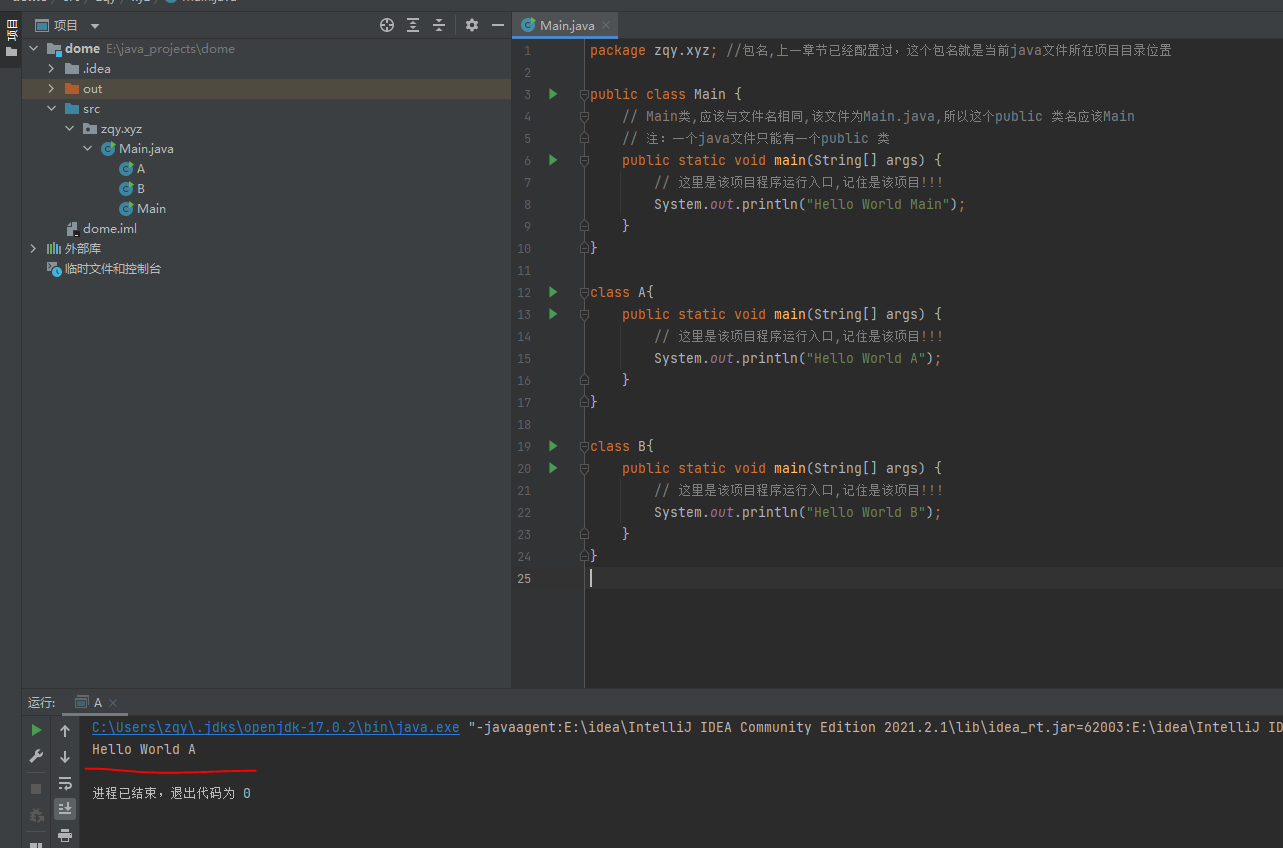 项目
项目
dome E:\java_projects\dome
.idea
out
src
zqy.xyz
Main.java
A
B
Main
dome.iml
外部库
临时文件和控制台
Main.java
1 package zqy.xyz; //包名,上一章节已经配置过，这个包名就是当前java文件所在项目目录位置
2
3 public class Main {
4 // Main类,应该与文件名相同,该文件为Main.java,所以这个public 类名应该Main
5 // 注：一个java文件只能有一个public 类
6 public static void main(String[] args) {
7 // 这里是该项目程序运行入口,记住是该项目!!!
8 System.out.println("Hello World Main");
9 }
10 }
11
12 class A{
13 public static void main(String[] args) {
14 // 这里是该项目程序运行入口,记住是该项目!!!
15 System.out.println("Hello World A");
16 }
17 }
18
19 class B{
20 public static void main(String[] args) {
21 // 这里是该项目程序运行入口,记住是该项目!!!
22 System.out.println("Hello World B");
23 }
24 }
25
运行: A
C:\Users\zqy\.jdks\openjdk-17.0.2\bin\java.exe "-javaagent:E:\idea\IntelliJ IDEA Community Edition 2021.2.1\lib\idea_rt.jar=62003:E:\idea\IntelliJ ID
Hello World A
进程已结束，退出代码为 0